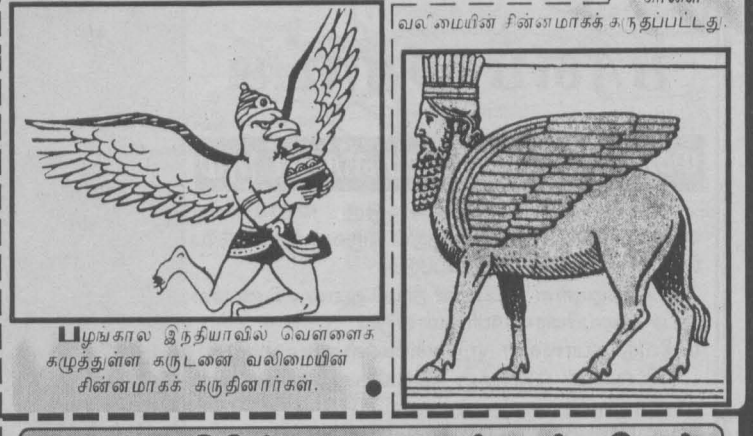 வலிமையின் சின்னமாகக் கருதப்பட்டது.
பழங்கால இந்தியாவில் வெள்ளைக்
கழுத்துள்ள கருடனை வலிமையின்
சின்னமாகக் கருதினார்கள்.